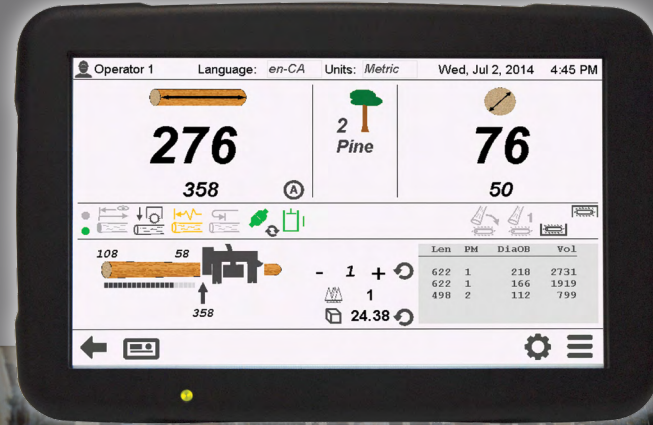 Operator 1 Language: en-CA Units: Metric Wed, Jul 2, 2014 4:45 PM
276
358 A
2
Pine
76
50
1
108 58
358
- 1 +
1
24.38
Len PM DiaOB Vol
622 1 218 2731
622 1 166 1919
498 2 112 799